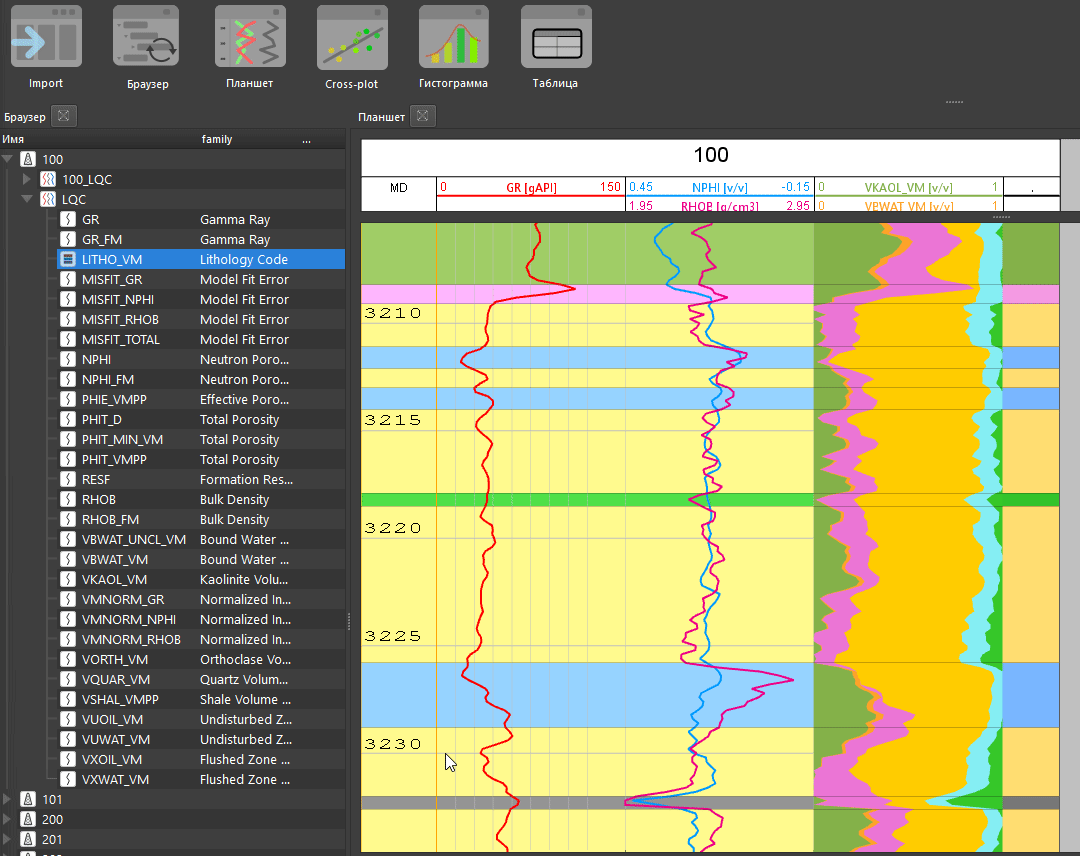 Import Браузер Планшет Cross-plot Гистограмма Таблица
Браузер
Имя family ...
100
100_LQC
LQC
GR Gamma Ray
GR_FM Gamma Ray
LITHO_VM Lithology Code
MISFIT_GR Model Fit Error
MISFIT_NPHI Model Fit Error
MISFIT_RHOB Model Fit Error
MISFIT_TOTAL Model Fit Error
NPHI Neutron Poro...
NPHI_FM Neutron Poro...
PHIE_VMPP Effective Poro...
PHIT_D Total Porosity
PHIT_MIN_VM Total Porosity
PHIT_VMPP Total Porosity
RESF Formation Res...
RHOB Bulk Density
RHOB_FM Bulk Density
VBWAT_UNCL_VM Bound Water ...
VBWAT_VM Bound Water ...
VKAOL_VM Kaolinite Volu...
VMNORM_GR Normalized In...
VMNORM_NPHI Normalized In...
VMNORM_RHOB Normalized In...
VORTH_VM Orthoclase Vo...
VQUAR_VM Quartz Volum...
VSHAL_VMPP Shale Volume ...
VUOIL_VM Undisturbed Z...
VUWAT_VM Undisturbed Z...
VXOIL_VM Flushed Zone ...
VXWAT_VM Flushed Zone ...
101
200
201
Планшет
100
MD 0 GR [gAPI] 150 0.45 NPHI [v/v] -0.15 0 VKAOL_VM [v/v] 1 .
1.95 RHOB [g/cm3] 2.95 0 VBWAT_VM [v/v] 1
3210
3215
3220
3225
3230